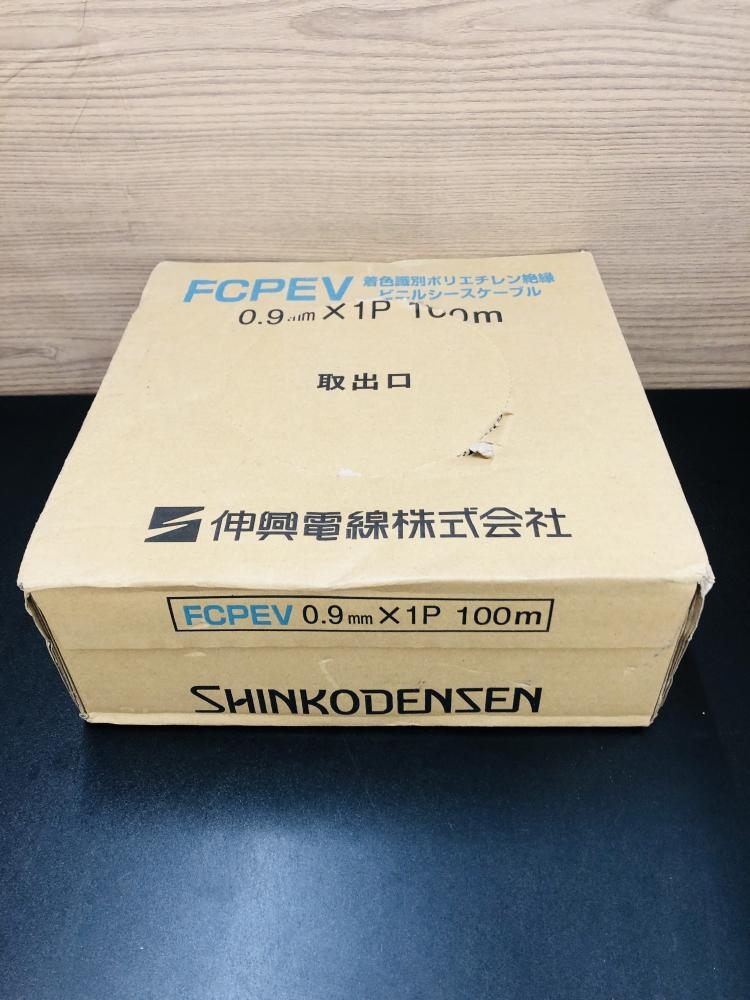 FCPEV 着色識別ポリエチレン絶縁
ビニルシースケーブル
0.9mm×1P 100m
取出口
伸興電線株式会社
FCPEV 0.9mm×1P 100m
SHINKODENSEN